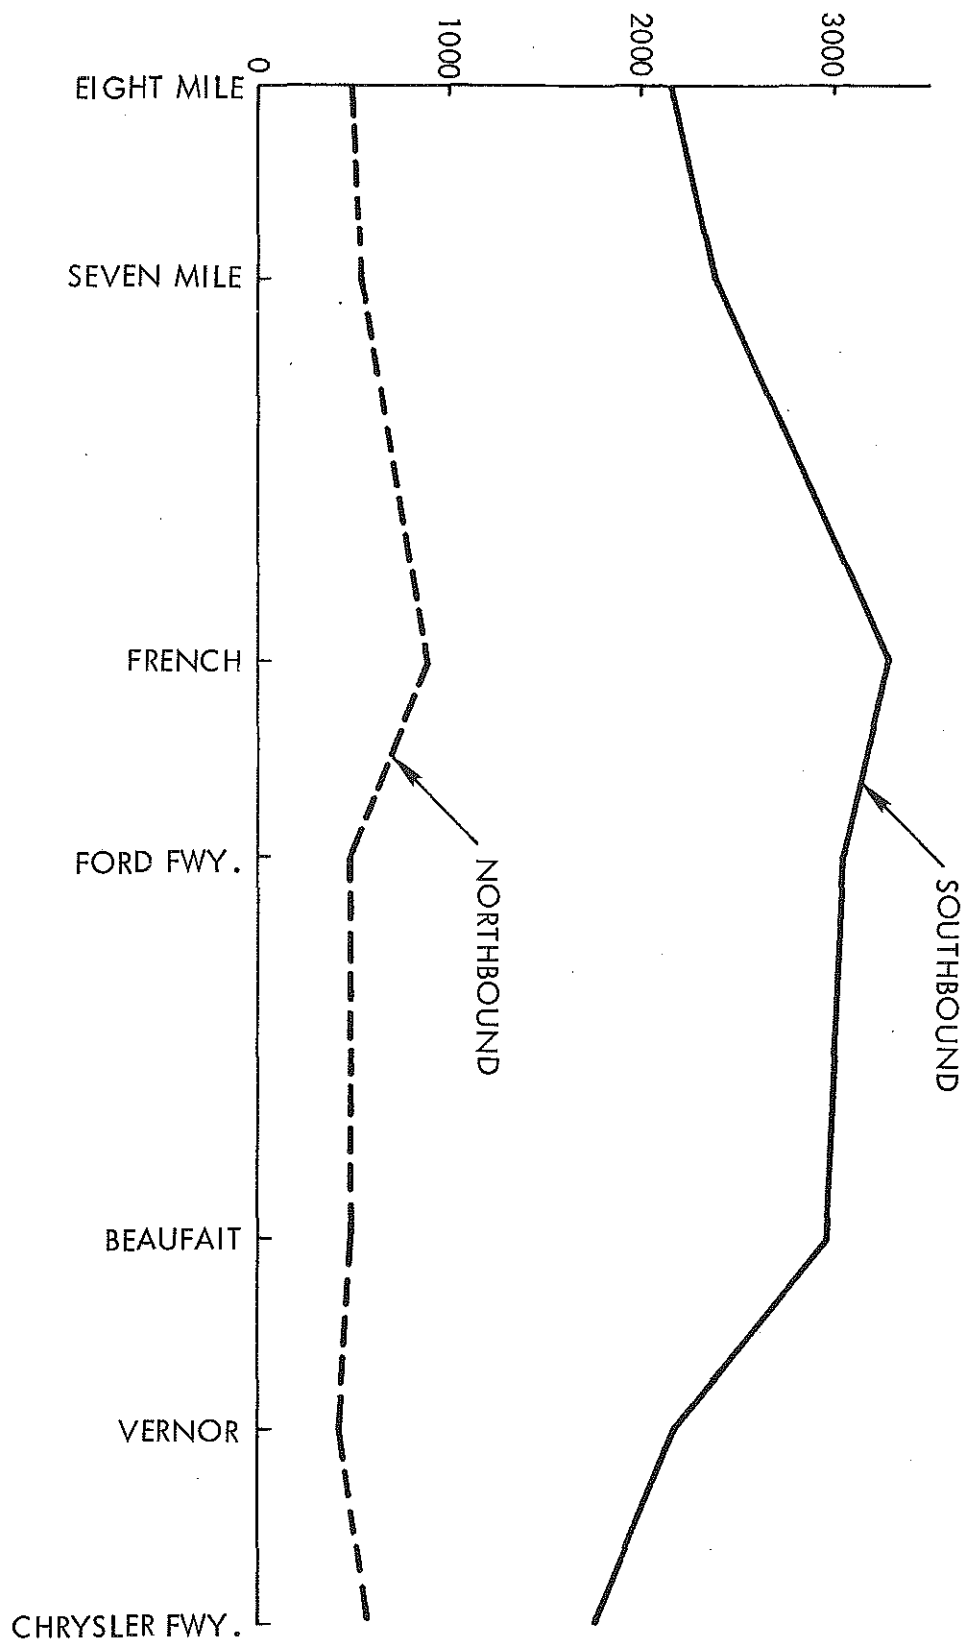 0
1000
2000
3000
EIGHT MILE
SEVEN MILE
FRENCH
FORD FWY.
BEAUFAIT
VERNOR
CHRYSLER FWY.
NORTHBOUND
SOUTHBOUND